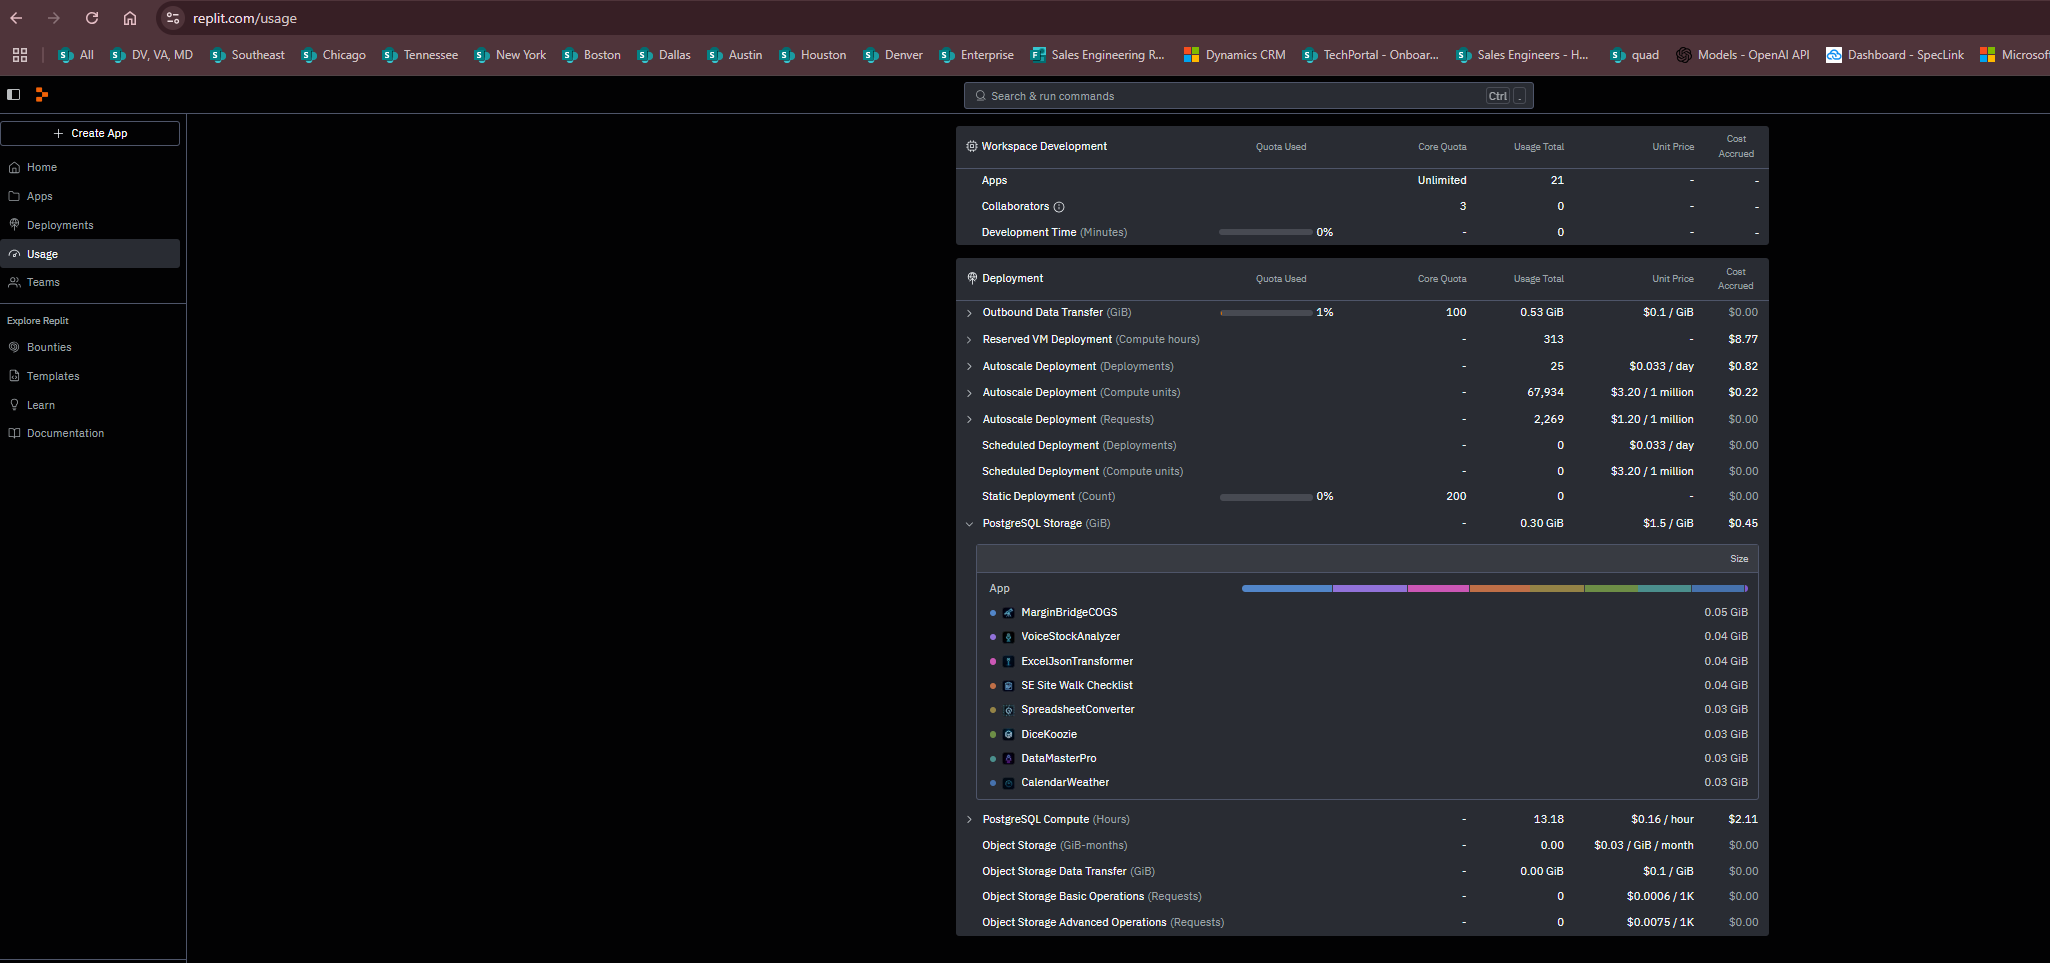 replit.com/usage
All DV, VA, MD Southeast Chicago Tennessee New York Boston Dallas Austin Houston Denver Enterprise Sales Engineering R... Dynamics CRM TechPortal - Onboar... Sales Engineers - H... quad Models - OpenAI API Dashboard - SpecLink Microsoft
Search & run commands Ctrl .
+ Create App
Home
Apps
Deployments
Usage
Teams
Explore Replit
Bounties
Templates
Learn
Documentation
Workspace Development Quota Used Core Quota Usage Total Unit Price Cost Accrued
Apps Unlimited 21 - -
Collaborators 3 0 - -
Development Time (Minutes) 0% - 0 - -
Deployment Quota Used Core Quota Usage Total Unit Price Cost Accrued
Outbound Data Transfer (GiB) 1% 100 0.53 GiB $0.1 / GiB $0.00
Reserved VM Deployment (Compute hours) - 313 - $8.77
Autoscale Deployment (Deployments) - 25 $0.033 / day $0.82
Autoscale Deployment (Compute units) - 67,934 $3.20 / 1 million $0.22
Autoscale Deployment (Requests) - 2,269 $1.20 / 1 million $0.00
Scheduled Deployment (Deployments) - 0 $0.033 / day $0.00
Scheduled Deployment (Compute units) - 0 $3.20 / 1 million $0.00
Static Deployment (Count) 0% 200 0 - $0.00
PostgreSQL Storage (GiB) - 0.30 GiB $1.5 / GiB $0.45
Size
App
MarginBridgeCOGS 0.05 GiB
VoiceStockAnalyzer 0.04 GiB
ExcelJsonTransformer 0.04 GiB
SE Site Walk Checklist 0.04 GiB
SpreadsheetConverter 0.03 GiB
DiceKoozie 0.03 GiB
DataMasterPro 0.03 GiB
CalendarWeather 0.03 GiB
PostgreSQL Compute (Hours) - 13.18 $0.16 / hour $2.11
Object Storage (GiB-months) - 0.00 $0.03 / GiB / month $0.00
Object Storage Data Transfer (GiB) - 0.00 GiB $0.1 / GiB $0.00
Object Storage Basic Operations (Requests) - 0 $0.0006 / 1K $0.00
Object Storage Advanced Operations (Requests) - 0 $0.0075 / 1K $0.00